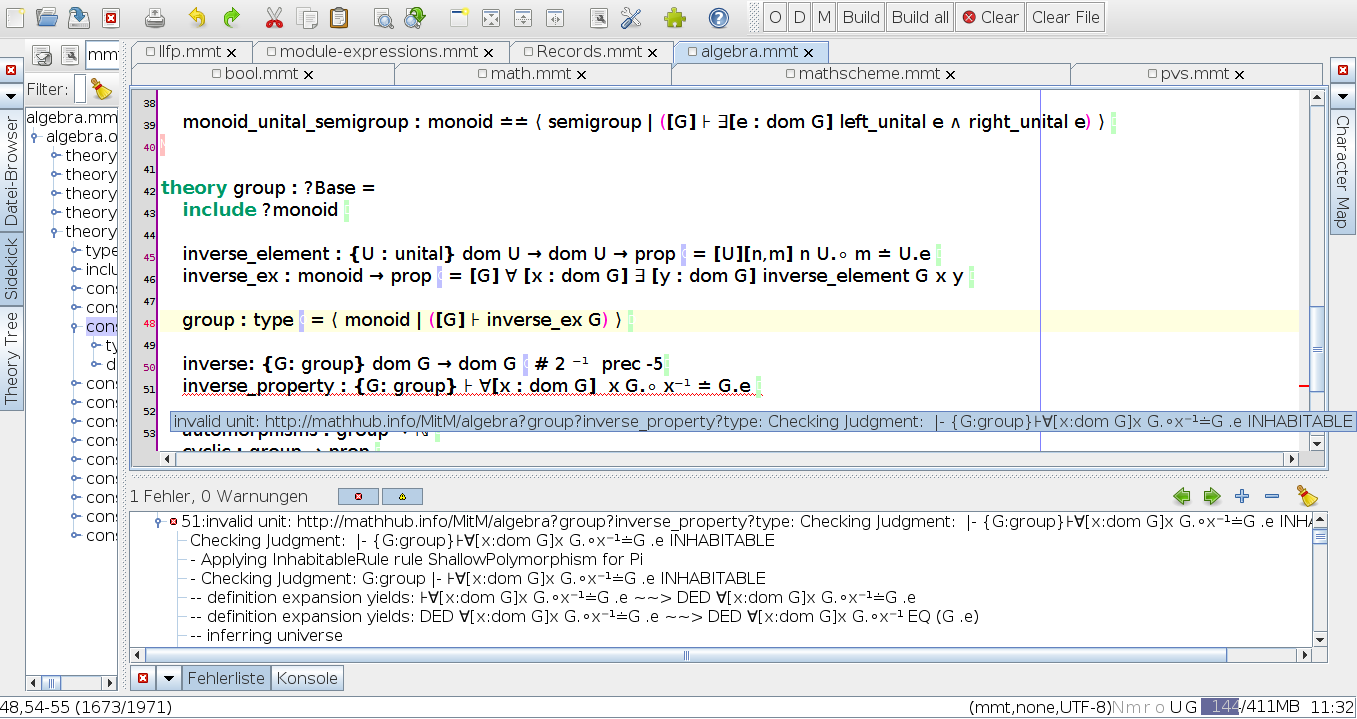 O D M Build Build all Clear Clear File
llfp.mmt module-expressions.mmt Records.mmt algebra.mmt
bool.mmt math.mmt mathscheme.mmt pvs.mmt
mm
Filter:
algebra.mm
algebra.o
theory
theory
theory
theory
theory
type
inclu
cons
cons
cons
ty
d
cons
cons
cons
cons
cons
cons
cons
cons
cons
Datei-Browser
Sidekick
Theory Tree
Character Map
38
39 monoid_unital_semigroup : monoid == ⟨ semigroup | ([G] ⊦ ∃[e : dom G] left_unital e ∧ right_unital e) ⟩
40
41
42 theory group : ?Base =
43 include ?monoid
44
45 inverse_element : {U : unital} dom U → dom U → prop = [U][n,m] n U.∘ m ≐ U.e
46 inverse_ex : monoid → prop = [G] ∀ [x : dom G] ∃ [y : dom G] inverse_element G x y
47
48 group : type = ⟨ monoid | ([G] ⊦ inverse_ex G) ⟩
49
50 inverse: {G: group} dom G → dom G # 2 ⁻¹ prec -5
51 inverse_property : {G: group} ⊦ ∀[x : dom G] x G.∘ x⁻¹ ≐ G.e
52
invalid unit: http://mathhub.info/MitM/algebra?group?inverse_property?type: Checking Judgment: |- {G:group}⊦∀[x:dom G]x G.∘x⁻¹≐G .e INHABITABLE
53
1 Fehler, 0 Warnungen
51:invalid unit: http://mathhub.info/MitM/algebra?group?inverse_property?type: Checking Judgment: |- {G:group}⊦∀[x:dom G]x G.∘x⁻¹≐G .e INHA
Checking Judgment: |- {G:group}⊦∀[x:dom G]x G.∘x⁻¹≐G .e INHABITABLE
- Applying InhabitableRule rule ShallowPolymorphism for Pi
- Checking Judgment: G:group |- ⊦∀[x:dom G]x G.∘x⁻¹≐G .e INHABITABLE
-- definition expansion yields: ⊦∀[x:dom G]x G.∘x⁻¹≐G .e ~~> DED ∀[x:dom G]x G.∘x⁻¹≐G .e
-- definition expansion yields: DED ∀[x:dom G]x G.∘x⁻¹≐G .e ~~> DED ∀[x:dom G]x G.∘x⁻¹ EQ (G .e)
-- inferring universe
Fehlerliste Konsole
48,54-55 (1673/1971) (mmt,none,UTF-8)Nm r o U G 144/411MB 11:32